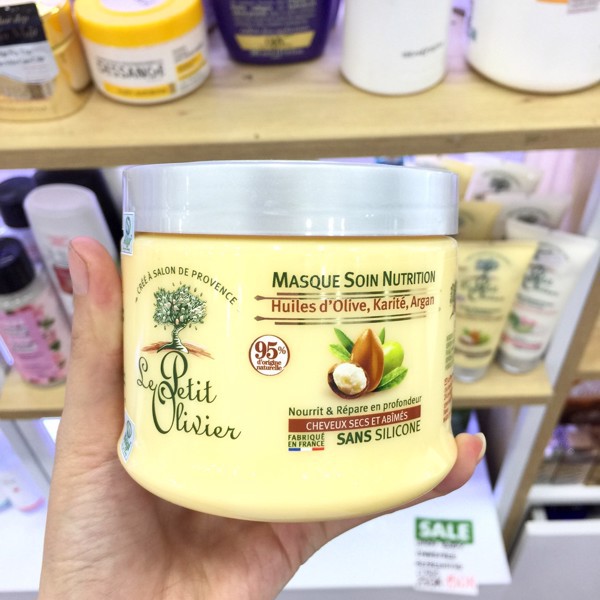 DESSANGE
CRÉÉ À SALON DE PROVENCE
Le Petit
Olivier
MASQUE SOIN NUTRITION
Huiles d'Olive, Karité, Argan
95%
d'origine
naturelle
Nourrit & Répare en profondeur
CHEVEUX SECS ET ABÎMÉS
SANS SILICONE
FABRIQUÉ
EN FRANCE
SALE